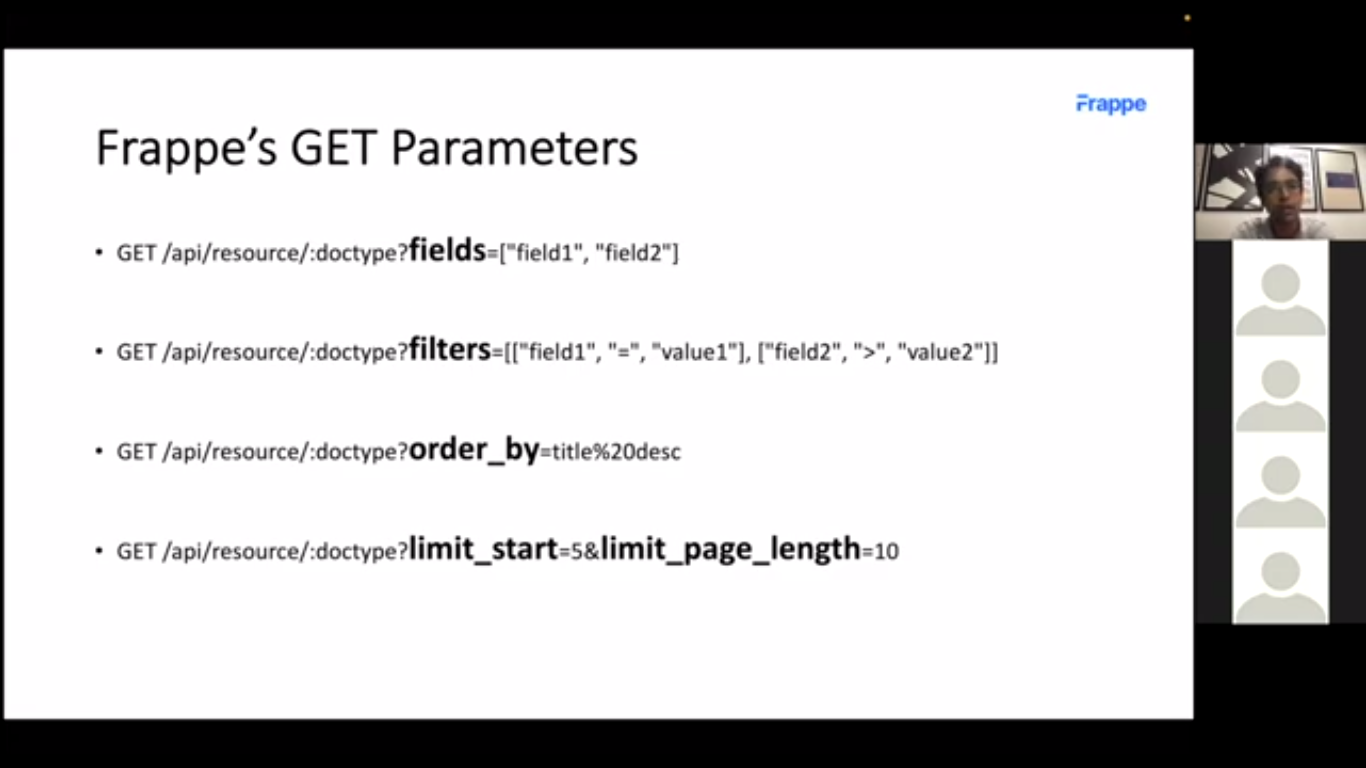 Frappe
Frappe’s GET Parameters
• GET /api/resource/:doctype?fields=["field1", "field2"]
• GET /api/resource/:doctype?filters=[["field1", "=", "value1"], ["field2", ">", "value2"]]
• GET /api/resource/:doctype?order_by=title%20desc
• GET /api/resource/:doctype?limit_start=5&limit_page_length=10